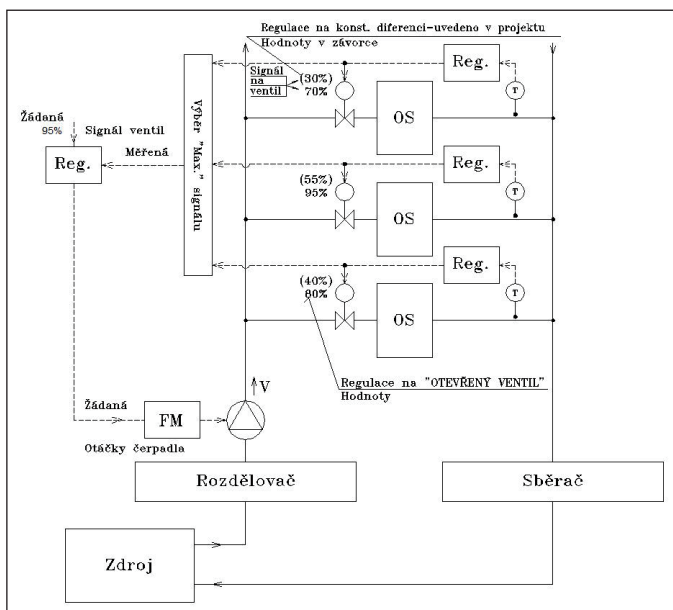 Regulace na konst. diferenci-uvedeno v projektu
Hodnoty v závorce
Signál
na
ventil
(30%)
70%
Reg.
T
OS
Žádaná
95%
Signál ventil
Měřená
Reg.
Výběr "Max." signálu
(55%)
95%
Reg.
T
OS
(40%)
80%
Reg.
T
OS
Regulace na "OTEVŘENÝ VENTIL"
Hodnoty
V
Žádaná
FM
Otáčky čerpadla
Rozdělovač
Sběrač
Zdroj